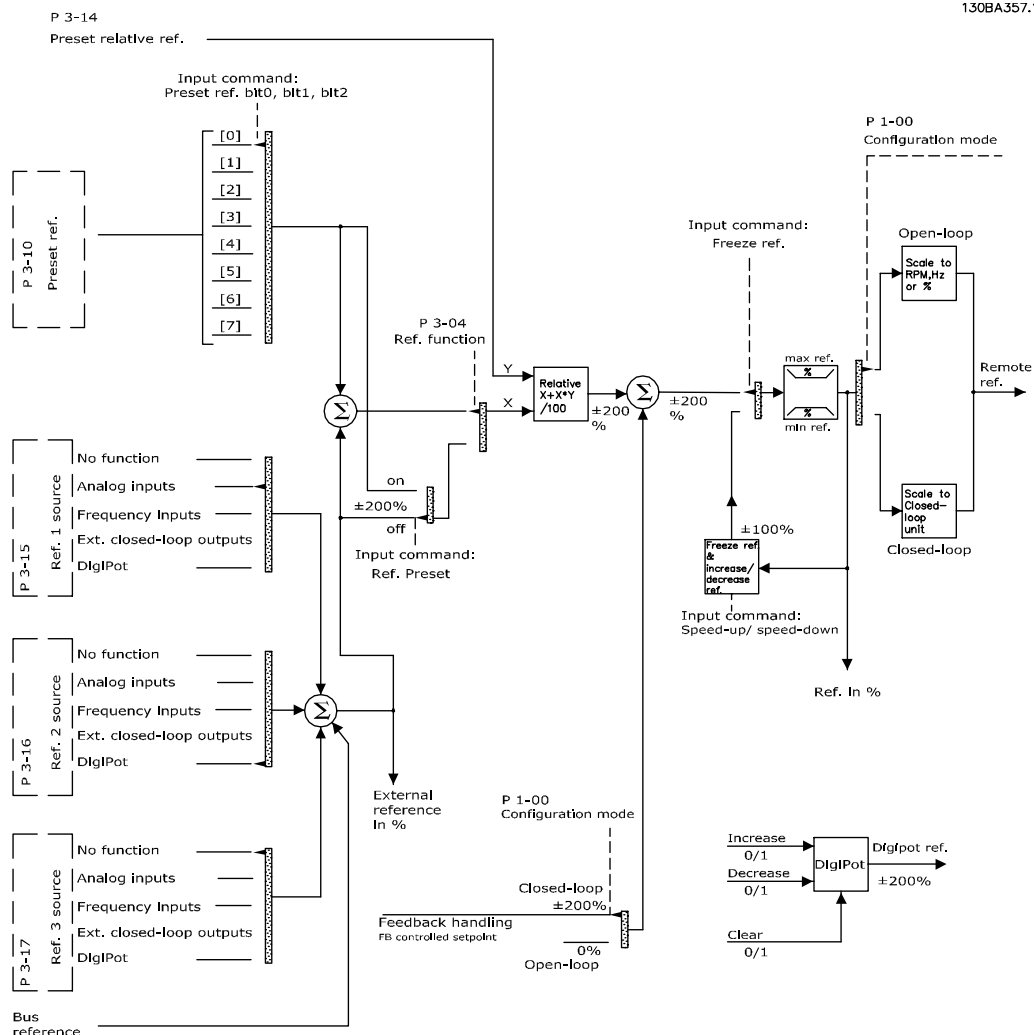 130BA357.
P 3-14
Preset relative ref.
Input command:
Preset ref. bit0, bit1, bit2
[0]
[1]
[2]
[3]
[4]
[5]
[6]
[7]
P 3-10
Preset ref.
P 1-00
Configuration mode
Input command:
Freeze ref.
Open-loop
Scale to
RPM,Hz
or %
P 3-04
Ref. function
Y
X
Relative
X+X*Y
/100
±200
%
Σ
±200
%
max ref.
%
%
min ref.
Remote
ref.
Σ
on
±200%
off
Input command:
Ref. Preset
±100%
Freeze ref.
&
increase/
decrease
ref.
Input command:
Speed-up/ speed-down
Scale to
Closed-
loop
unit
Closed-loop
Ref. in %
P 3-15
Ref. 1 source
No function
Analog inputs
Frequency inputs
Ext. closed-loop outputs
DigiPot
P 3-16
Ref. 2 source
No function
Analog inputs
Frequency inputs
Ext. closed-loop outputs
DigiPot
Σ
External
reference
in %
P 3-17
Ref. 3 source
No function
Analog inputs
Frequency inputs
Ext. closed-loop outputs
DigiPot
Bus
reference
P 1-00
Configuration mode
Closed-loop
±200%
Feedback handling
FB controlled setpoint
0%
Open-loop
Increase
0/1
Decrease
0/1
Clear
0/1
DigiPot
Digipot ref.
±200%